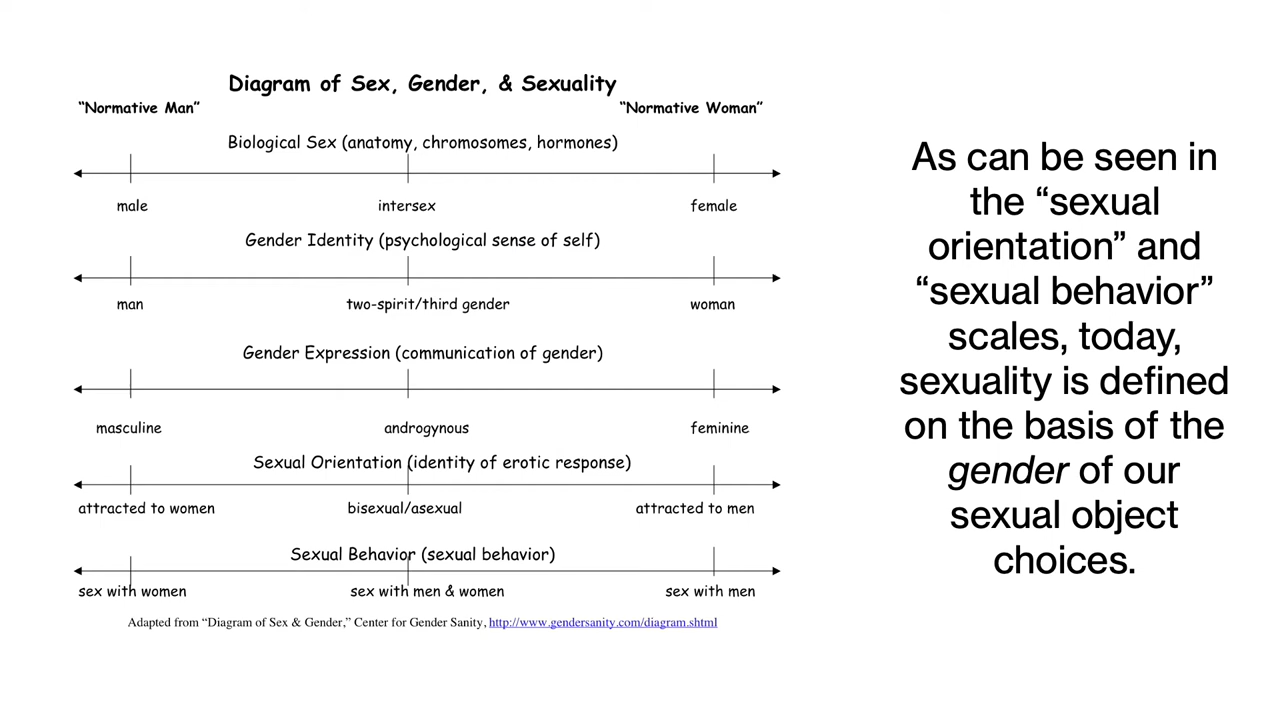 Diagram of Sex, Gender, & Sexuality
“Normative Man” “Normative Woman”
Biological Sex (anatomy, chromosomes, hormones)
male intersex female
Gender Identity (psychological sense of self)
man two-spirit/third gender woman
Gender Expression (communication of gender)
masculine androgynous feminine
Sexual Orientation (identity of erotic response)
attracted to women bisexual/asexual attracted to men
Sexual Behavior (sexual behavior)
sex with women sex with men & women sex with men
Adapted from “Diagram of Sex & Gender,” Center for Gender Sanity, http://www.gendersanity.com/diagram.shtml
As can be seen in
the “sexual
orientation” and
“sexual behavior”
scales, today,
sexuality is defined
on the basis of the
gender of our
sexual object
choices.